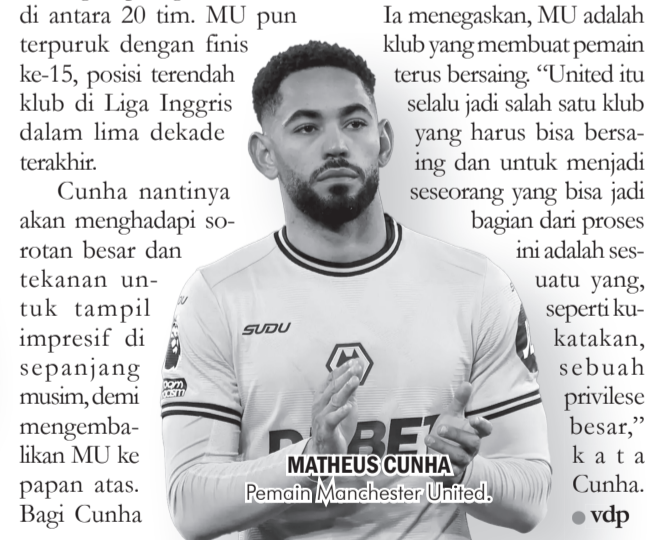 di antara 20 tim. MU pun
terpuruk dengan finis
ke-15, posisi terendah
klub di Liga Inggris
dalam lima dekade
terakhir.
Cunha nantinya
akan menghadapi so-
rotan besar dan
tekanan un-
tuk tampil
impresif di
sepanjang
musim, demi
mengemba-
likan MU ke
papan atas.
Bagi Cunha
Ia menegaskan, MU adalah
klub yang membuat pemain
terus bersaing. “United itu
selalu jadi salah satu klub
yang harus bisa bersa-
ing dan untuk menjadi
seseorang yang bisa jadi
bagian dari proses
ini adalah ses-
uatu yang,
seperti ku-
katakan,
sebuah
privilese
besar,”
kata
Cunha.
● vdp
SUDU
MATHEUS CUNHA
Pemain Manchester United.